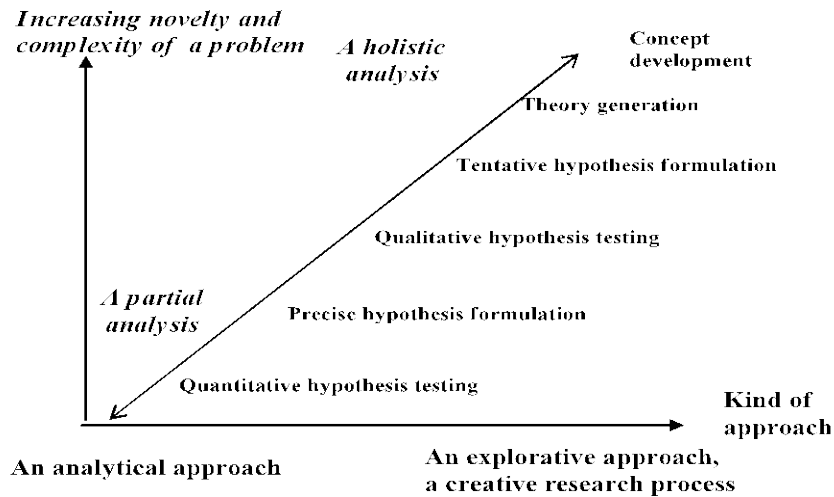 Increasing novelty and
complexity of a problem
A holistic
analysis
Concept
development
Theory generation
Tentative hypothesis formulation
Qualitative hypothesis testing
A partial
analysis
Precise hypothesis formulation
Quantitative hypothesis testing
Kind of
approach
An analytical approach
An explorative approach,
a creative research process